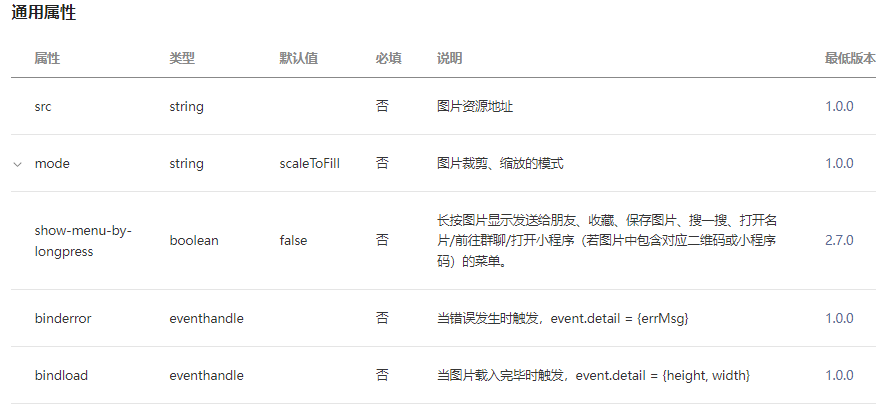 通用属性
属性 类型 默认值 必填 说明 最低版本
src string 否 图片资源地址 1.0.0
mode string scaleToFill 否 图片裁剪、缩放的模式 1.0.0
show-menu-by-
longpress boolean false 否 长按图片显示发送给朋友、收藏、保存图片、搜一搜、打开名
片/前往群聊/打开小程序（若图片中包含对应二维码或小程序
码）的菜单。 2.7.0
binderror eventhandle 否 当错误发生时触发，event.detail = {errMsg} 1.0.0
bindload eventhandle 否 当图片载入完毕时触发，event.detail = {height, width} 1.0.0